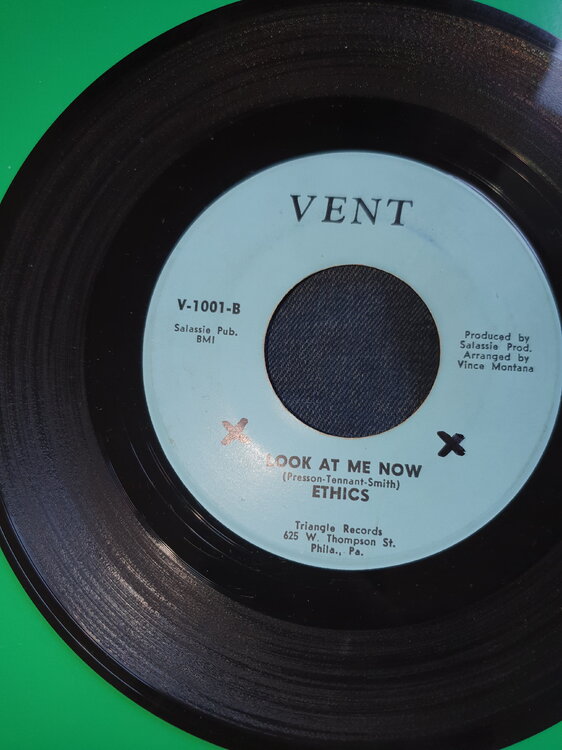 VENT
V-1001-B
Salassie Pub.
BMI
Produced by
Salassie Prod.
Arranged by
Vince Montana
LOOK AT ME NOW
(Presson-Tennant-Smith)
ETHICS
Triangle Records
625 W. Thompson St.
Phila., Pa.